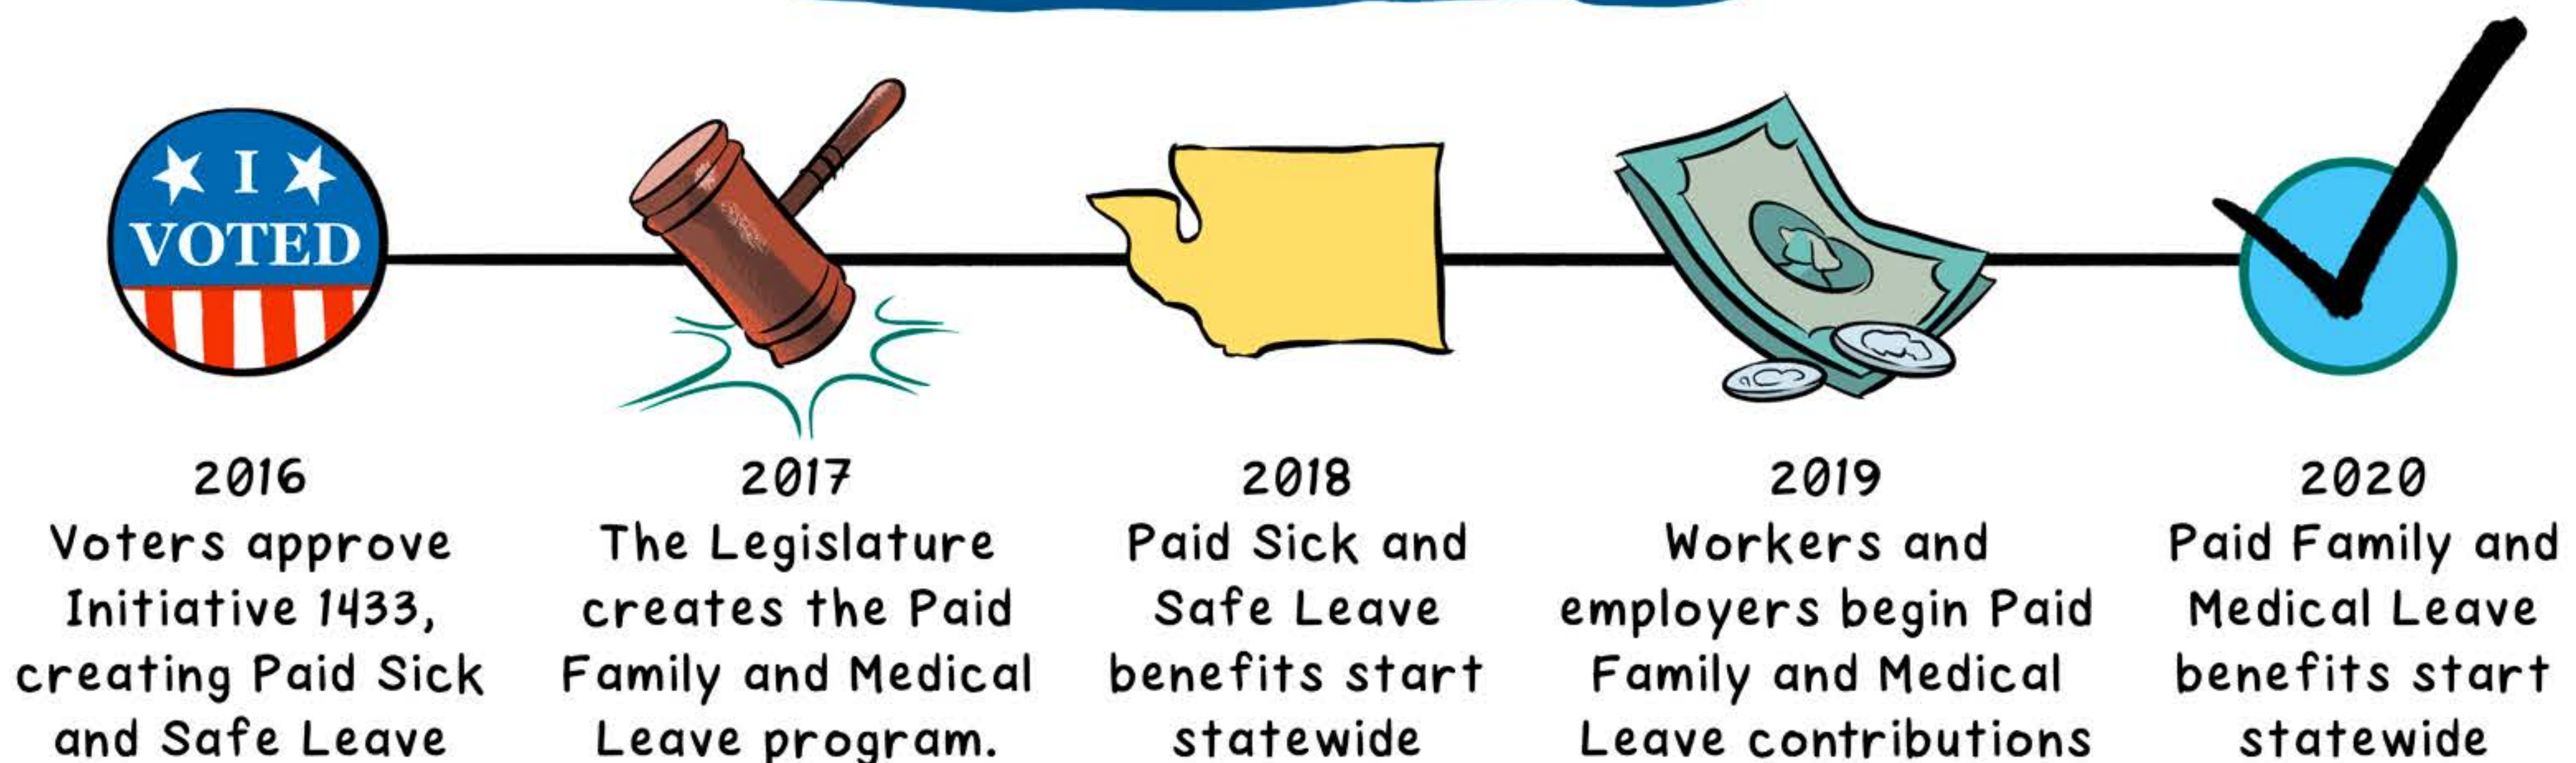 I
VOTED
2016
Voters approve
Initiative 1433,
creating Paid Sick
and Safe Leave
2017
The Legislature
creates the Paid
Family and Medical
Leave program.
2018
Paid Sick and
Safe Leave
benefits start
statewide
2019
Workers and
employers begin Paid
Family and Medical
Leave contributions
2020
Paid Family and
Medical Leave
benefits start
statewide